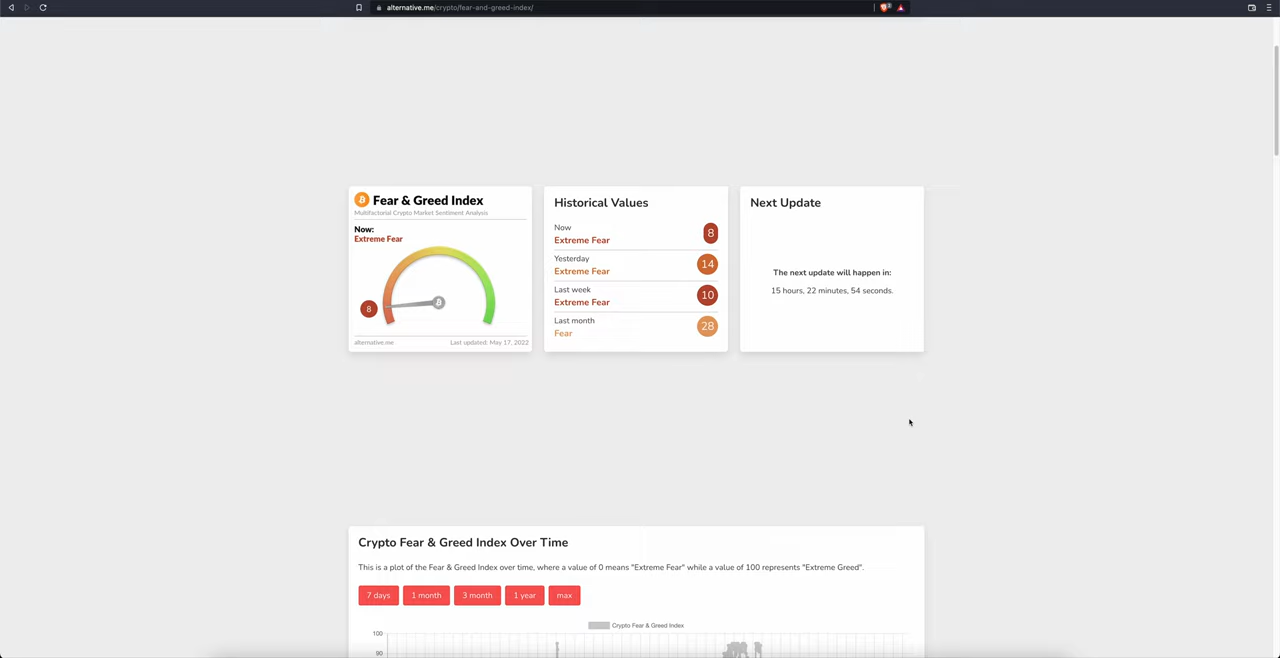 alternative.me/crypto/fear-and-greed-index/
Fear & Greed Index
Multifactorial Crypto Market Sentiment Analysis
Now:
Extreme Fear
8
alternative.me
Last updated: May 17, 2022
Historical Values
Now
Extreme Fear
8
Yesterday
Extreme Fear
14
Last week
Extreme Fear
10
Last month
Fear
28
Next Update
The next update will happen in:
15 hours, 22 minutes, 54 seconds.
Crypto Fear & Greed Index Over Time
This is a plot of the Fear & Greed Index over time, where a value of 0 means "Extreme Fear" while a value of 100 represents "Extreme Greed".
7 days
1 month
3 month
1 year
max
Crypto Fear & Greed Index
100
90